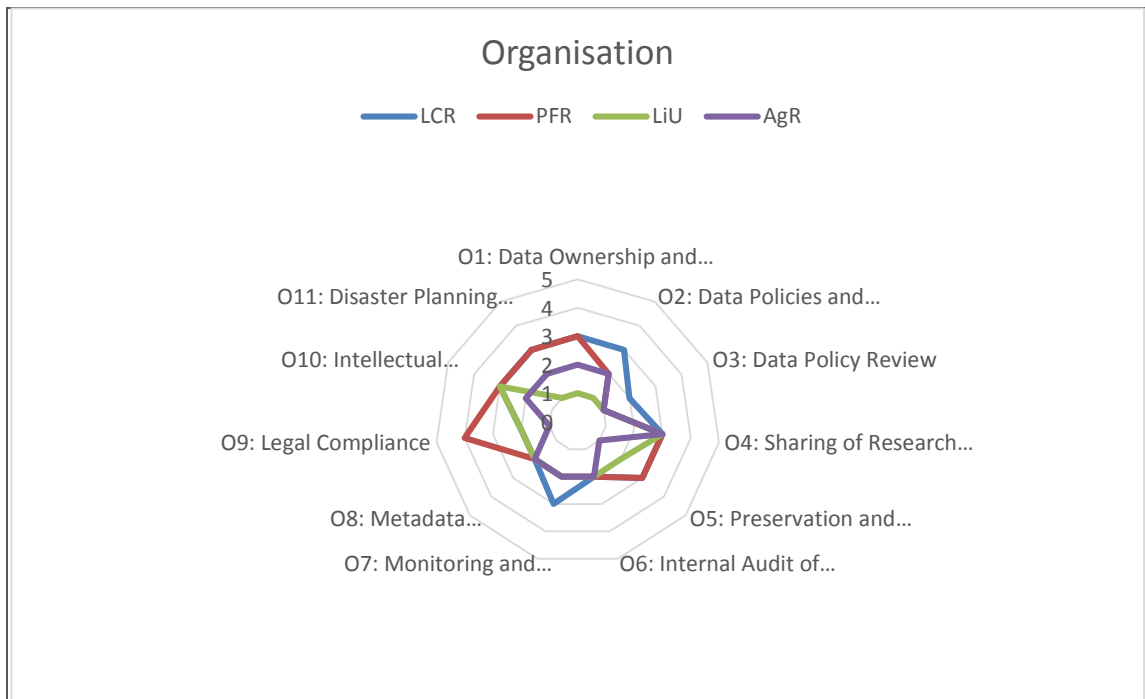 Organisation
LCR PFR LiU AgR
O1: Data Ownership and...
O2: Data Policies and...
O3: Data Policy Review
O4: Sharing of Research...
O5: Preservation and...
O6: Internal Audit of...
O7: Monitoring and...
O8: Metadata...
O9: Legal Compliance
O10: Intellectual...
O11: Disaster Planning...
5
4
3
2
1
0